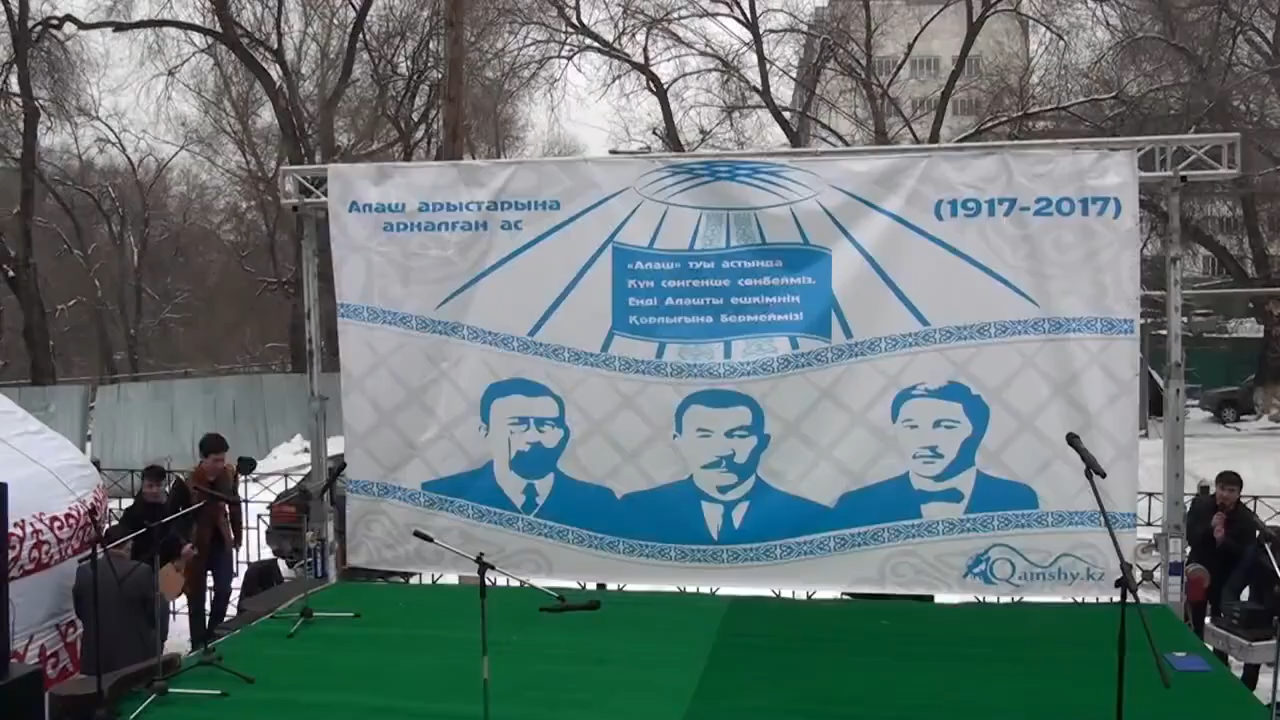 Алаш арыстарына
арналған ас
(1917-2017)
«Алаш» туы астында
Күн сөнгенше сөнбейміз,
Енді Алашты ешкімнің
Қорлығына бермейміз!
Qamshy.kz